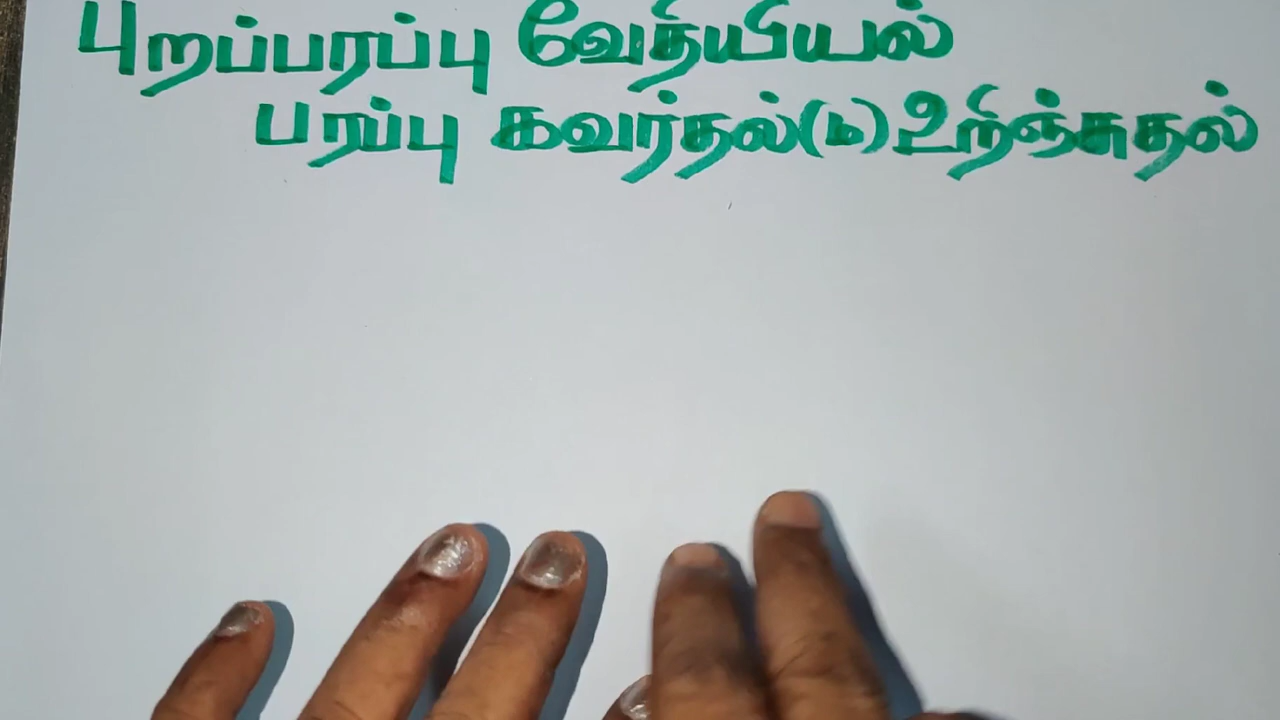 புறப்பரப்பு வேதியியல்
பரப்பு கவர்தல்(ம)உறிஞ்சுதல்